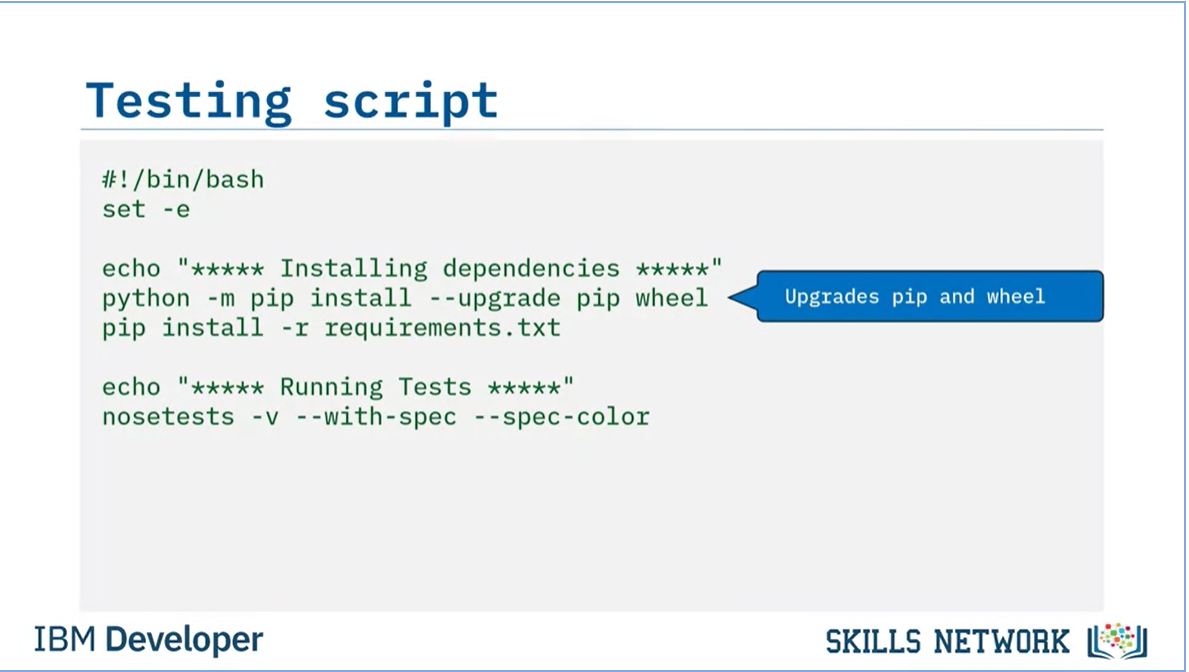 Testing script
#!/bin/bash
set -e
echo "***** Installing dependencies *****"
python -m pip install --upgrade pip wheel
Upgrades pip and wheel
pip install -r requirements.txt
echo "***** Running Tests *****"
nosetests -v --with-spec --spec-color
IBM Developer
SKILLS NETWORK